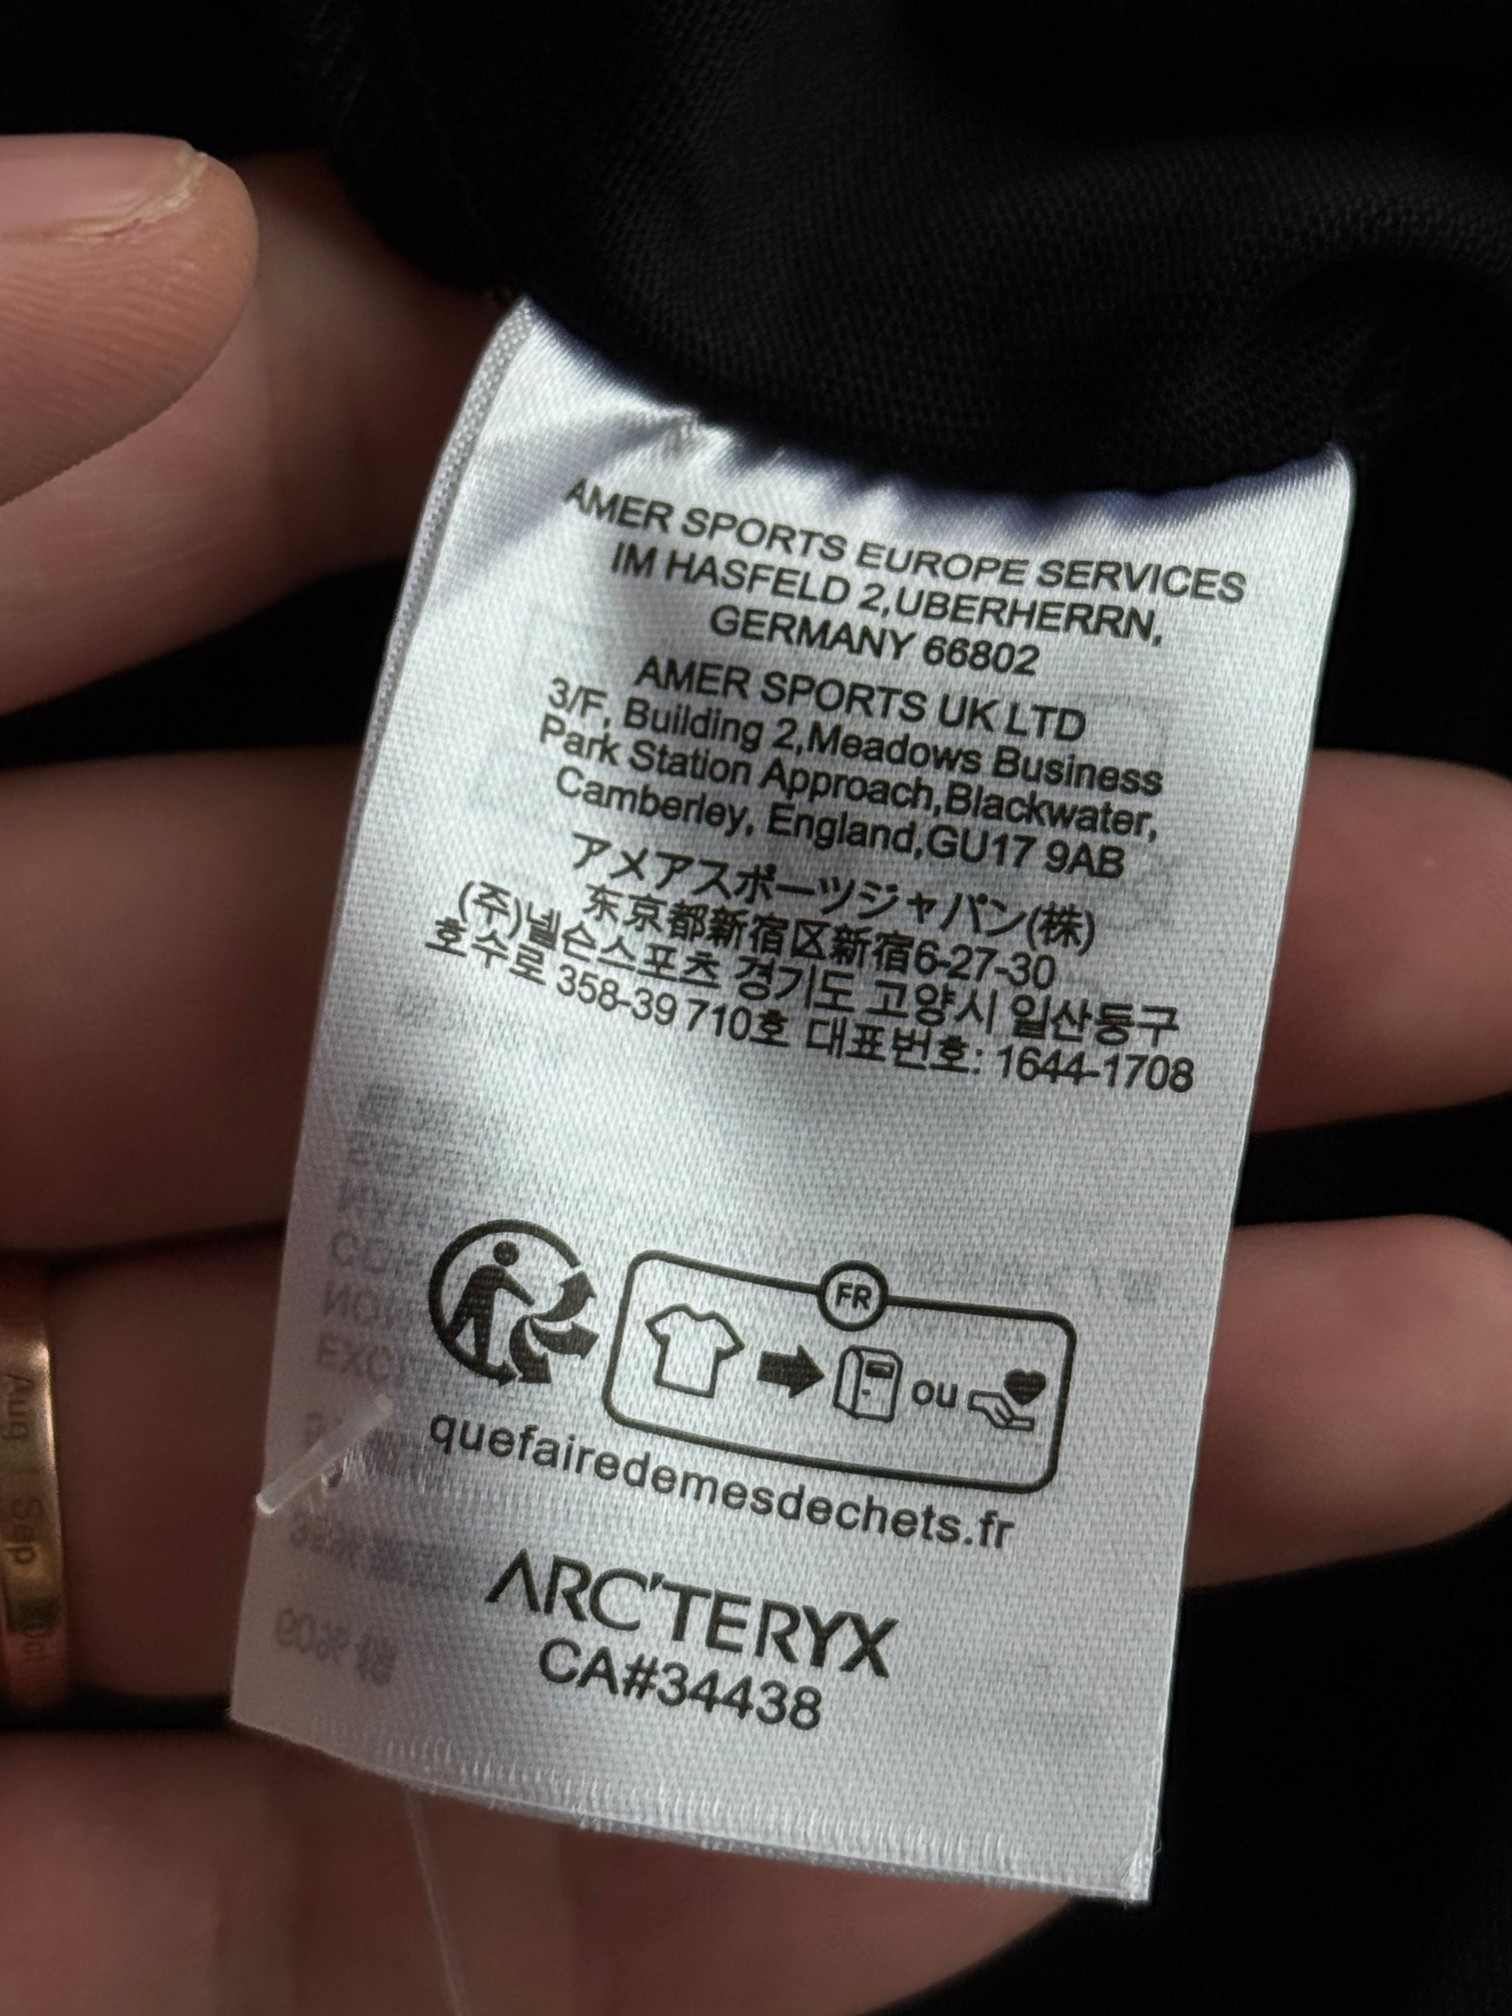 AMER SPORTS EUROPE SERVICES
IM HASFELD 2,UBERHERRN,
GERMANY 66802
AMER SPORTS UK LTD
3/F, Building 2,Meadows Business
Park Station Approach,Blackwater,
Camberley, England,GU17 9AB
アメアスポーツジャパン(株)
东京都新宿区新宿6-27-30
(주)넬슨스포츠 경기도 고양시 일산동구
호수로 358-39 710호 대표번호: 1644-1708
FR
ou
quefairedemesdechets.fr
ARC'TERYX
CA#34438
Aug | Sep